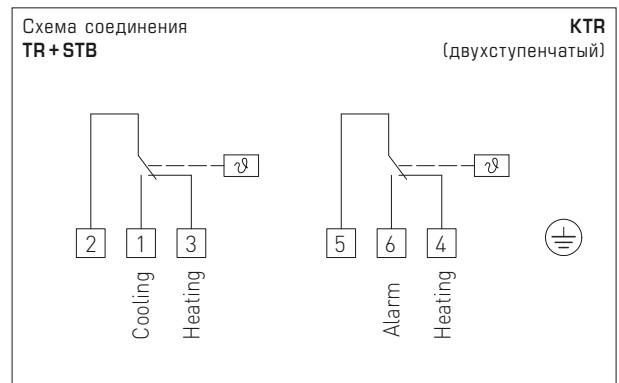 Схема соединения
TR + STB
KTR
(двухступенчатый)
ϑ
ϑ
2 1 3
5 6 4
Cooling
Heating
Alarm
Heating